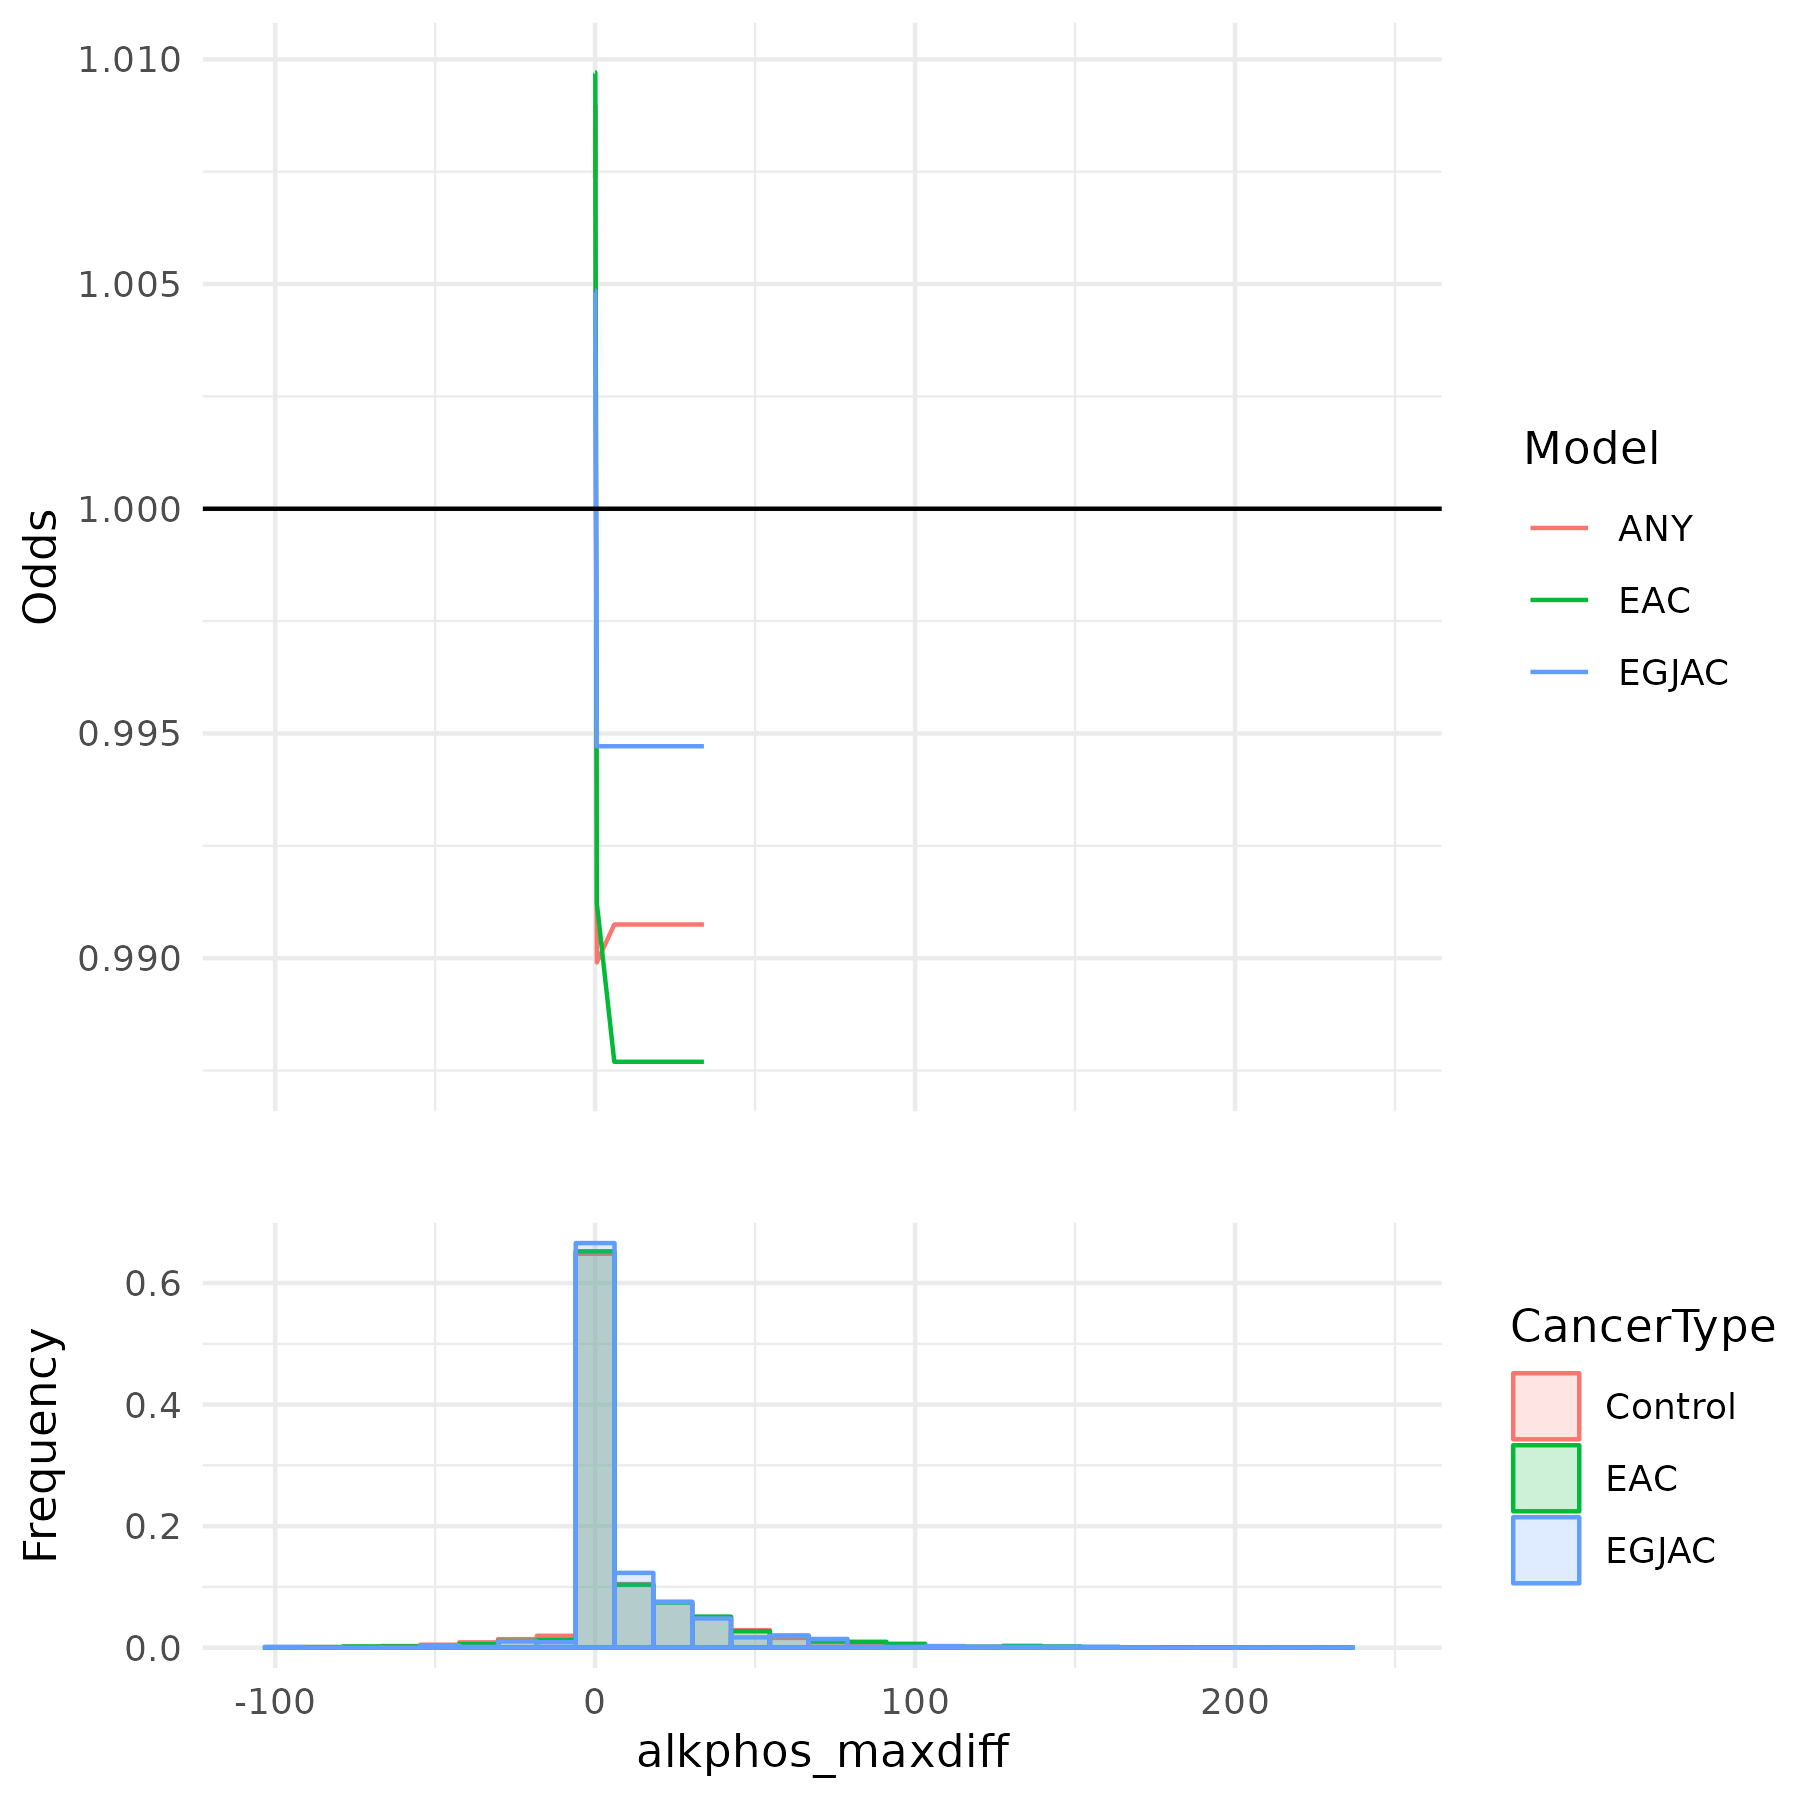 1.010
1.005
1.000
0.995
0.990
Odds
Model
ANY
EAC
EGJAC
0.6
0.4
0.2
0.0
Frequency
-100 0 100 200
alkphos_maxdiff
CancerType
Control
EAC
EGJAC